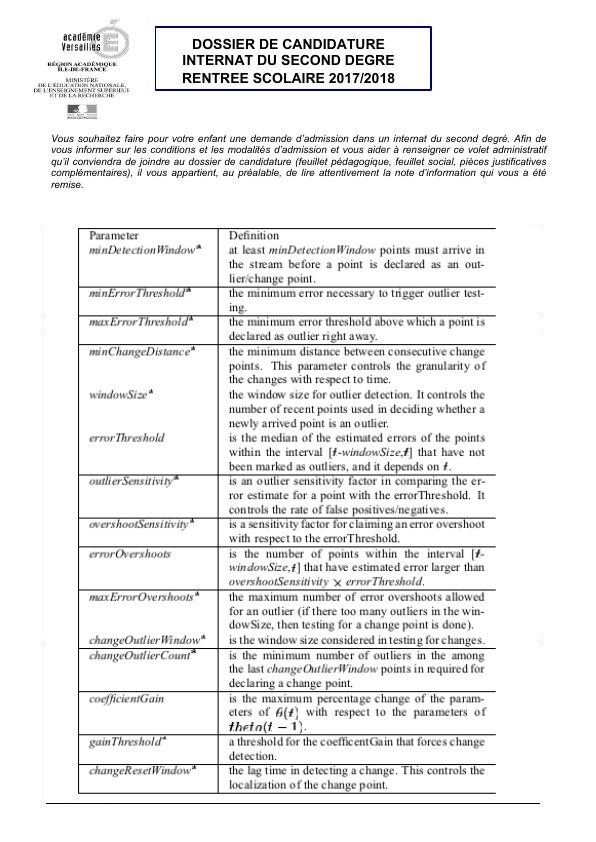 académie
Versailles
RÉGION ACADÉMIQUE
ÎLE-DE-FRANCE
MINISTÈRE
DE L'ÉDUCATION NATIONALE,
DE L'ENSEIGNEMENT SUPÉRIEUR
ET DE LA RECHERCHE
DOSSIER DE CANDIDATURE
INTERNAT DU SECOND DEGRE
RENTREE SCOLAIRE 2017/2018
Vous souhaitez faire pour votre enfant une demande d'admission dans un internat du second degré. Afin de
vous informer sur les conditions et les modalités d'admission et vous aider à renseigner ce volet administratif
qu'il conviendra de joindre au dossier de candidature (feuillet pédagogique, feuillet social, pièces justificatives
complémentaires), il vous appartient, au préalable, de lire attentivement la note d'information qui vous a été
remise.
Parameter Definition
minDetectionWindow* at least minDetectionWindow points must arrive in
the stream before a point is declared as an out-
lier/change point.
minErrorThreshold* the minimum error necessary to trigger outlier test-
ing.
maxErrorThreshold* the minimum error threshold above which a point is
declared as outlier right away.
minChangeDistance* the minimum distance between consecutive change
points. This parameter controls the granularity of
the changes with respect to time.
windowSize* the window size for outlier detection. It controls the
number of recent points used in deciding whether a
newly arrived point is an outlier.
errorThreshold is the median of the estimated errors of the points
within the interval [t-windowSize,t] that have not
been marked as outliers, and it depends on t.
outlierSensitivity* is an outlier sensitivity factor in comparing the er-
ror estimate for a point with the errorThreshold. It
controls the rate of false positives/negatives.
overshootSensitivity* is a sensitivity factor for claiming an error overshoot
with respect to the errorThreshold.
errorOvershoots is the number of points within the interval [t-
windowSize,t] that have estimated error larger than
overshootSensitivity × errorThreshold.
maxErrorOvershoots* the maximum number of error overshoots allowed
for an outlier (if there too many outliers in the win-
dowSize, then testing for a change point is done).
changeOutlierWindow* is the window size considered in testing for changes.
changeOutlierCount* is the minimum number of outliers in the among
the last changeOutlierWindow points in required for
declaring a change point.
coefficientGain is the maximum percentage change of the param-
eters of θ(t) with respect to the parameters of
theta(t − 1).
gainThreshold* a threshold for the coefficentGain that forces change
detection.
changeResetWindow* the lag time in detecting a change. This controls the
localization of the change point.